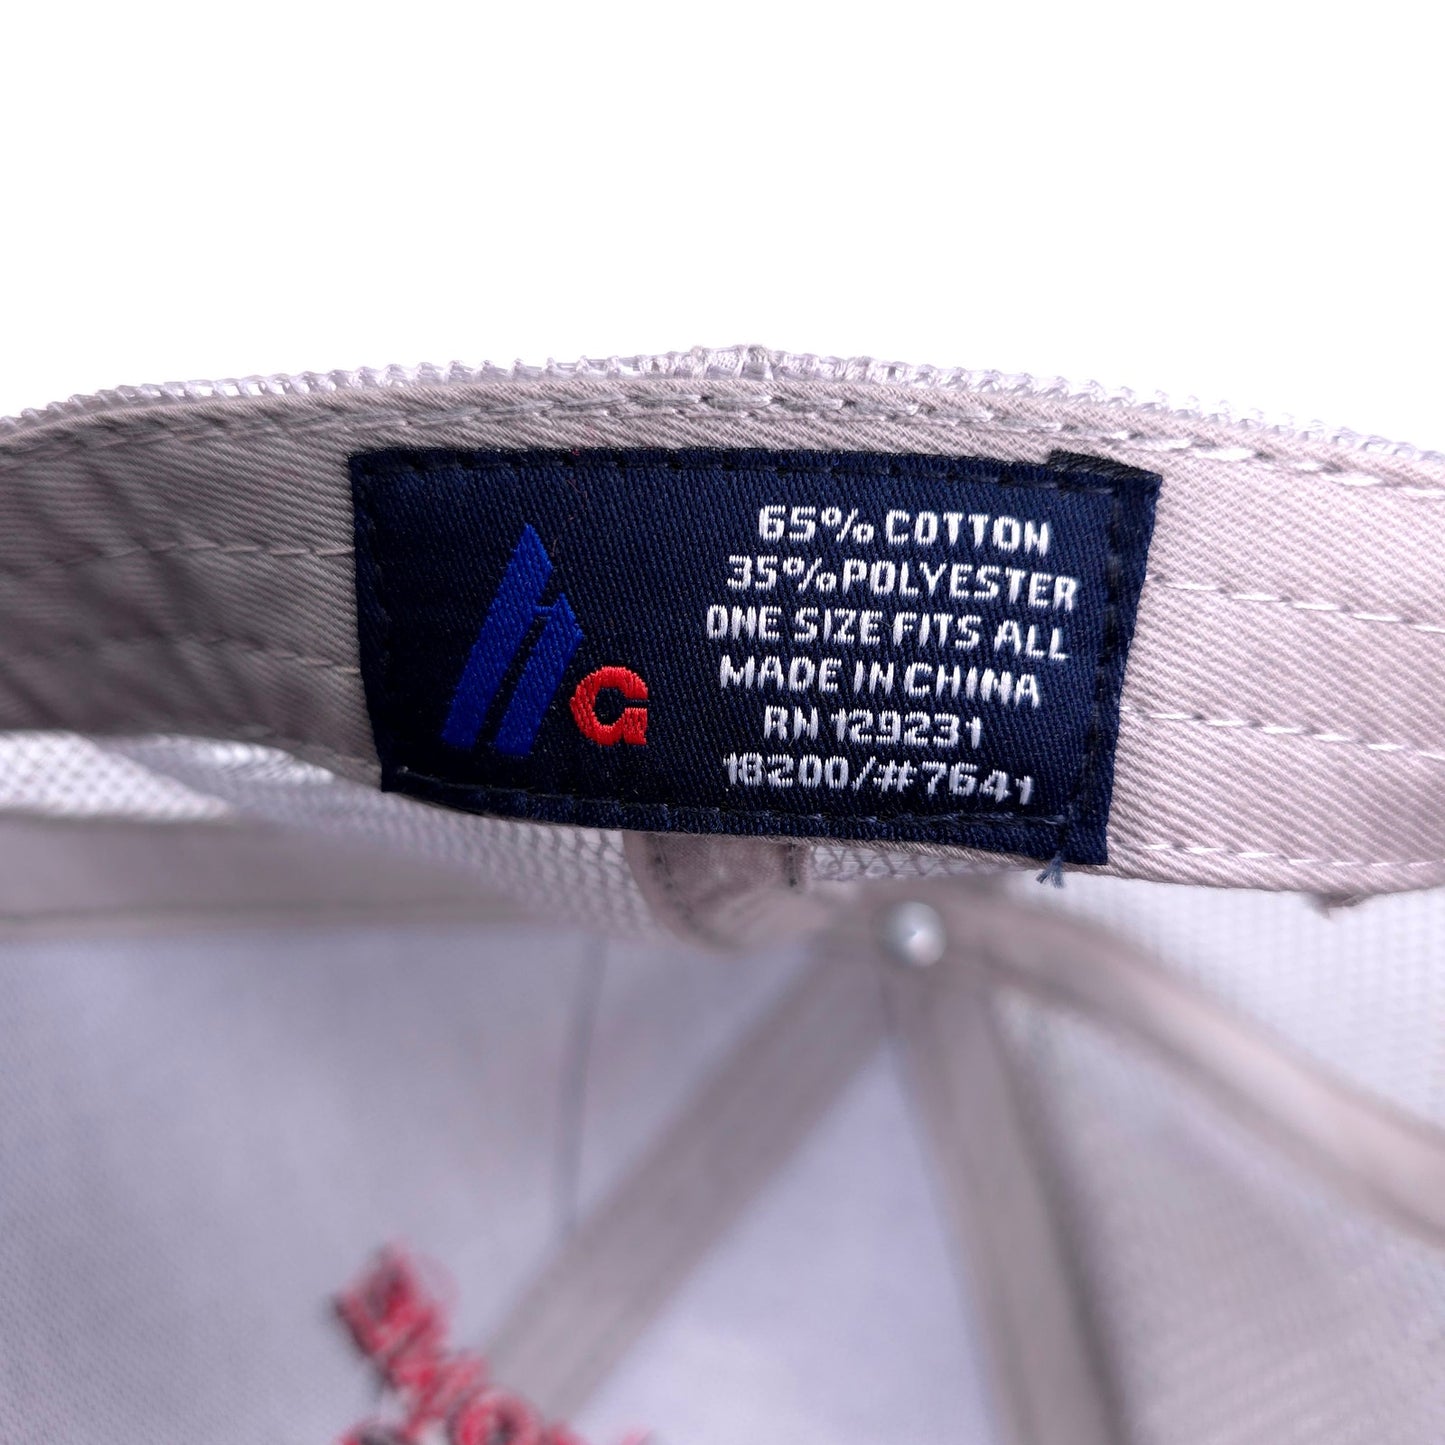 G
65% COTTON
35% POLYESTER
ONE SIZE FITS ALL
MADE IN CHINA
RN 129231
18200/#7641